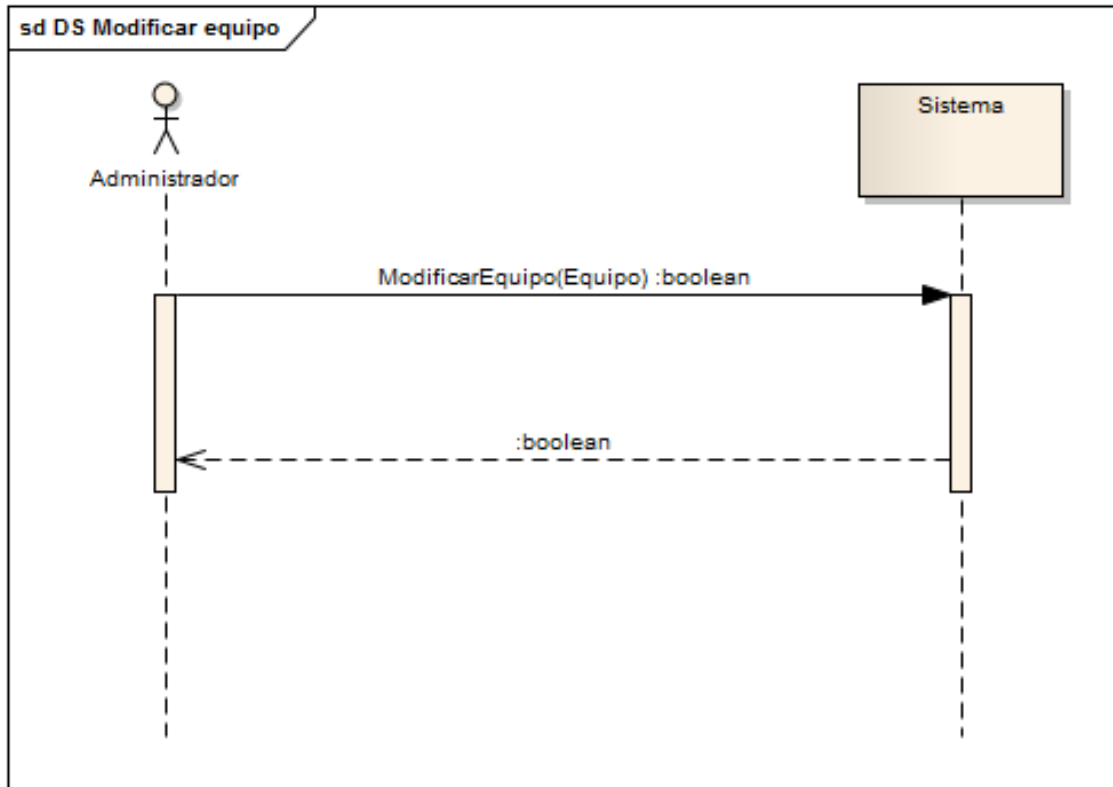 sd DS Modificar equipo
Sistema
Administrador
ModificarEquipo(Equipo) :boolean
:boolean